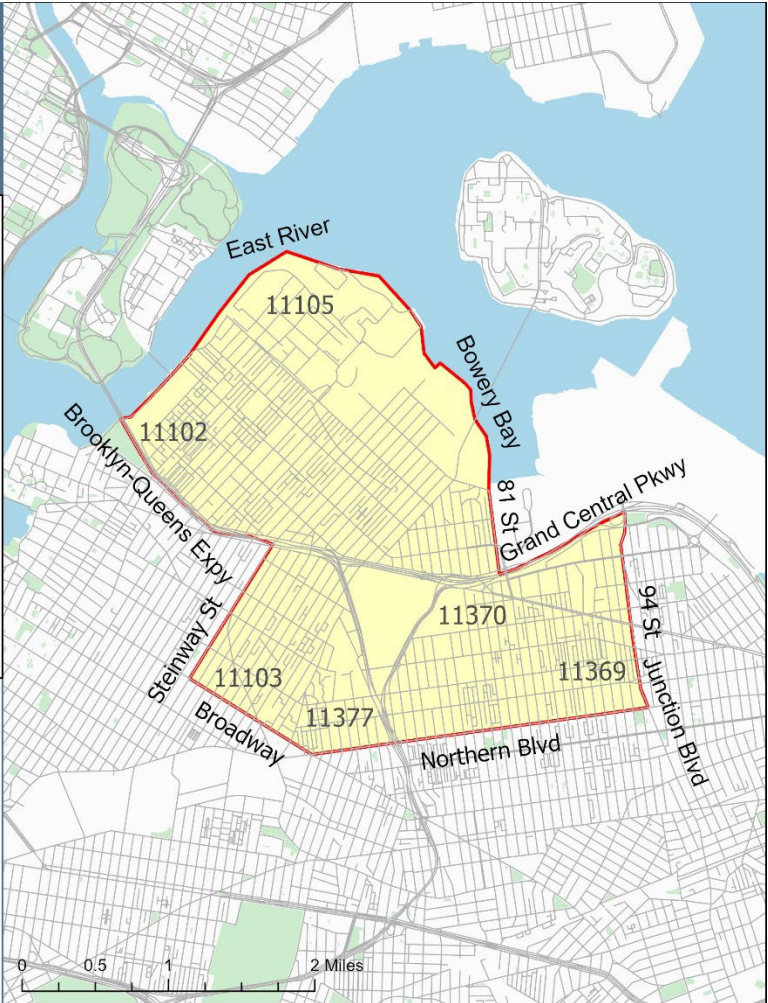 East River
11105
Bowery Bay
11102
Brooklyn-Queens Expy
81 St
Grand Central Pkwy
94 St
11370
Steinway St
11103
11369
Junction Blvd
11377
Broadway
Northern Blvd
0 0.5 1 2 Miles